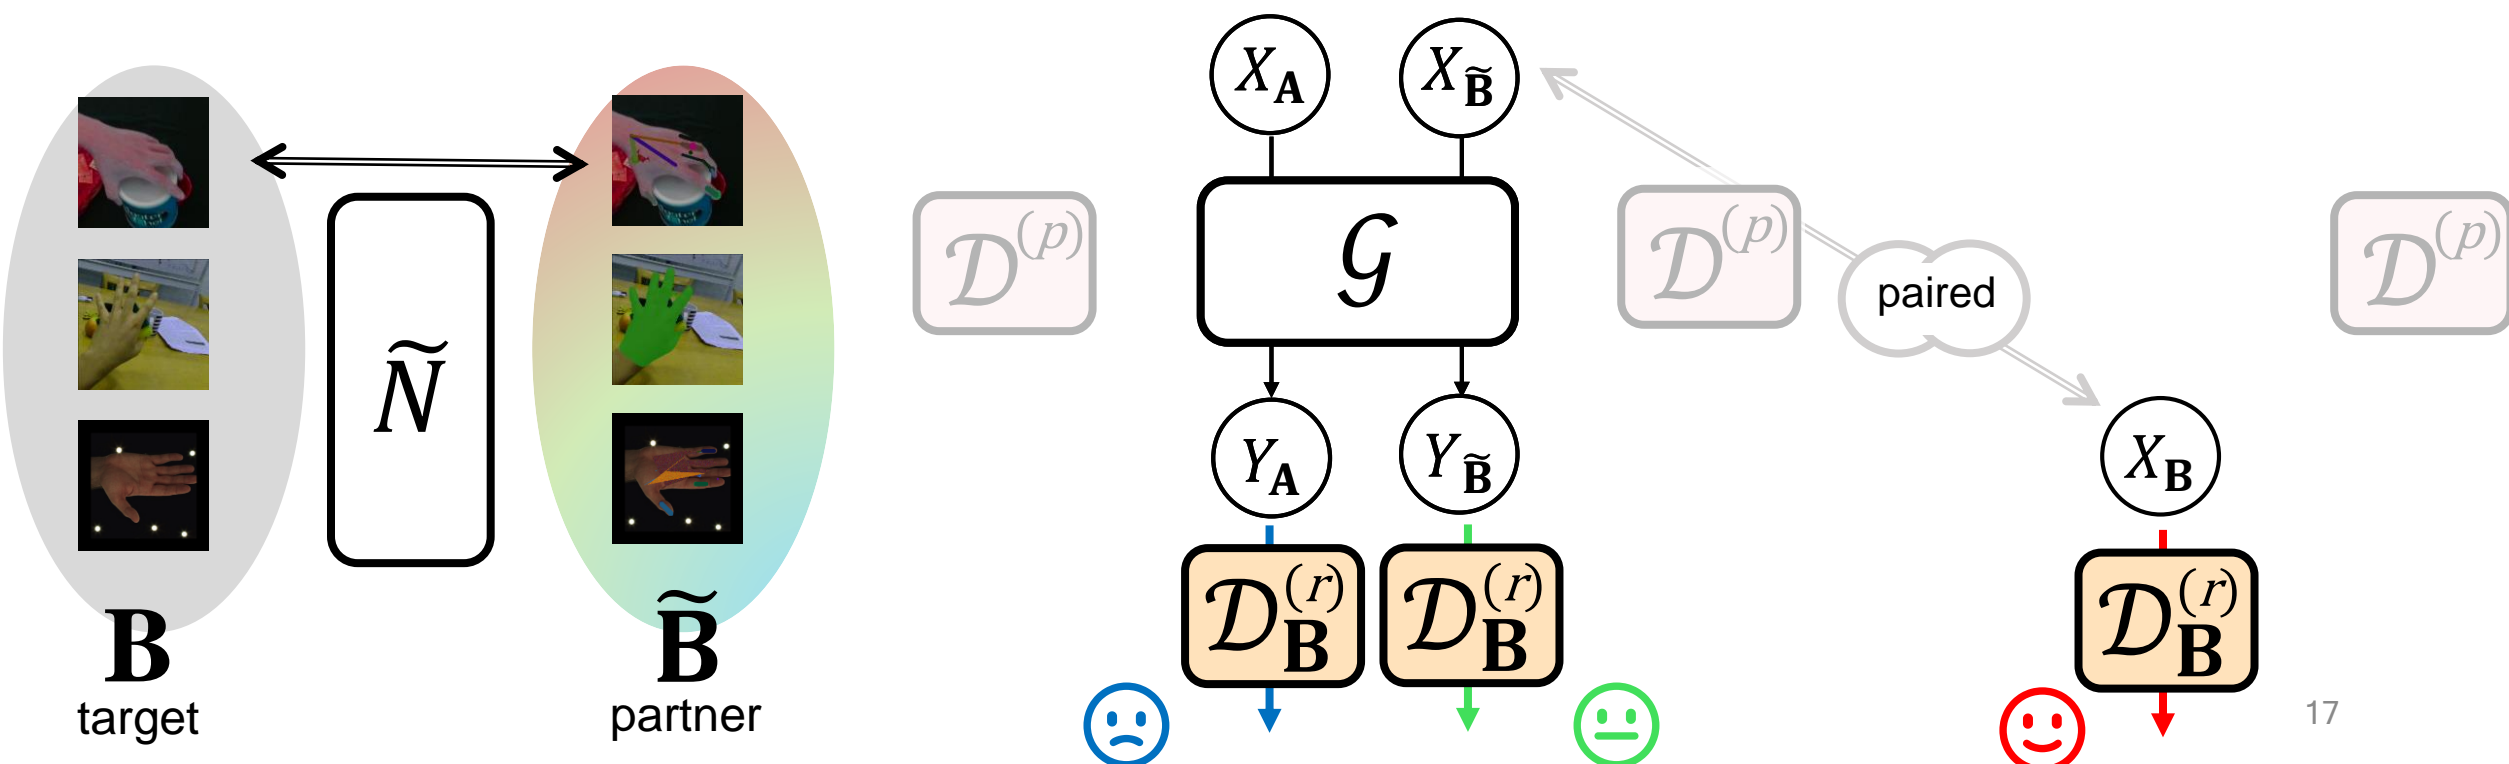 B
target
Ñ
B̃
partner
X_A
X_B̃
𝒟^(p)
𝒢
𝒟^(p)
paired
𝒟^(p)
Y_A
Y_B̃
X_B
𝒟_B^(r)
𝒟_B^(r)
𝒟_B^(r)
17